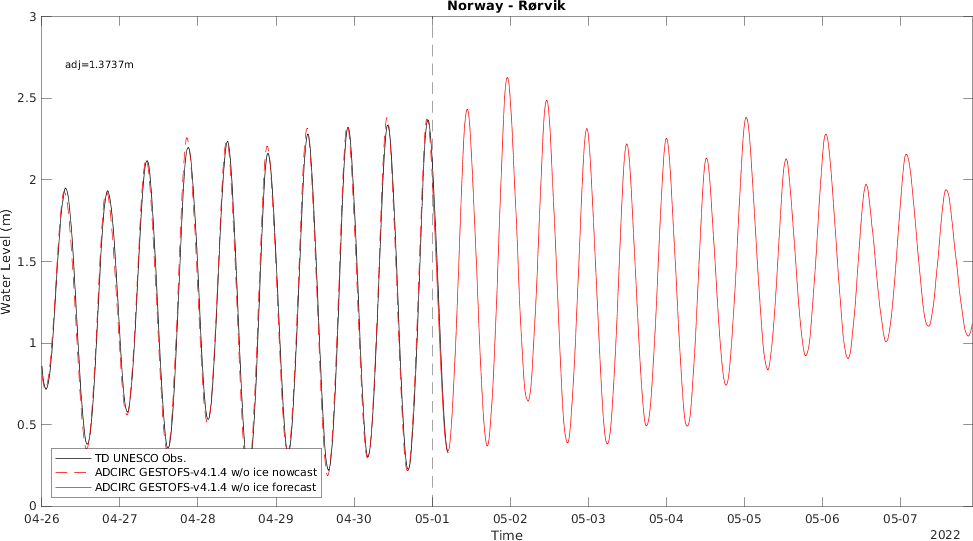 Norway - Rørvik
3
adj=1.3737m
2.5
2
1.5
Water Level (m)
1
0.5
TD UNESCO Obs.
ADCIRC GESTOFS-v4.1.4 w/o ice nowcast
ADCIRC GESTOFS-v4.1.4 w/o ice forecast
0
04-26 04-27 04-28 04-29 04-30 05-01 05-02 05-03 05-04 05-05 05-06 05-07
Time
2022